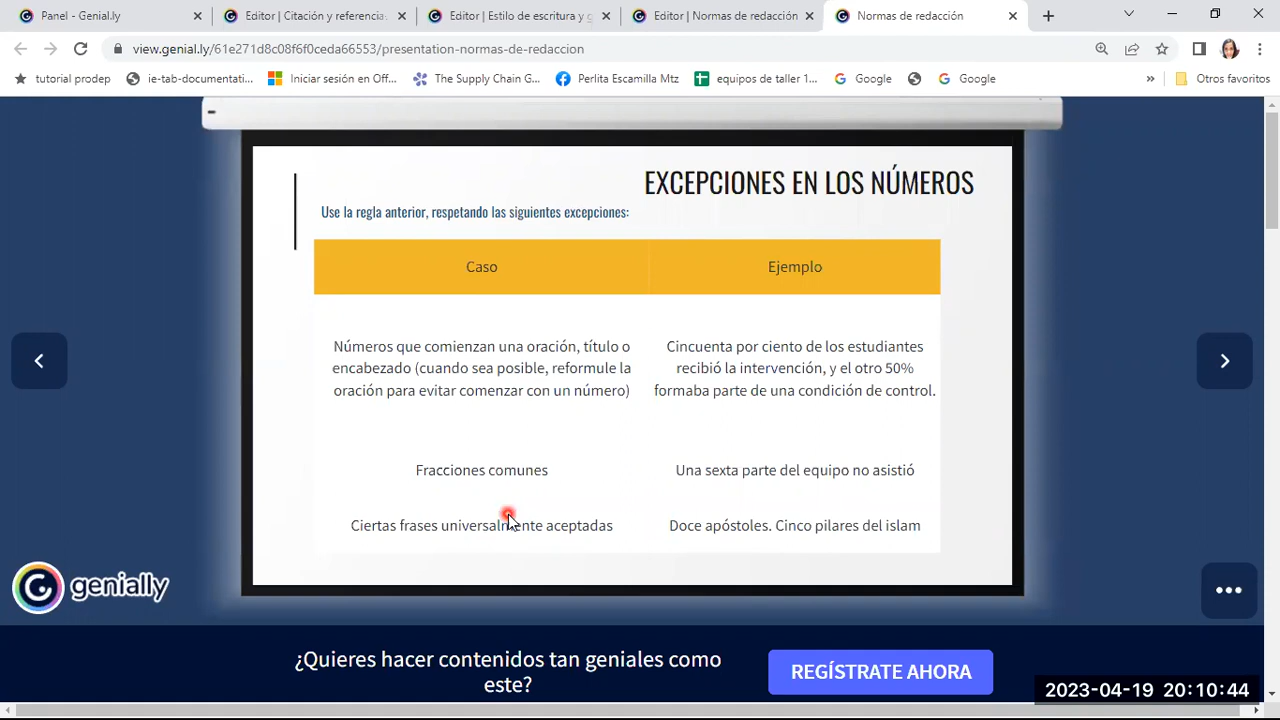 Panel - Genial.ly
Editor | Citación y referencia
Editor | Estilo de escritura y g
Editor | Normas de redacción
Normas de redacción
view.genial.ly/61e271d8c08f6f0ceda66553/presentation-normas-de-redaccion
tutorial prodep
ie-tab-documentati...
Iniciar sesión en Off...
The Supply Chain G...
Perlita Escamilla Mtz
equipos de taller 1...
Google
Google
»
Otros favoritos
EXCEPCIONES EN LOS NÚMEROS
Use la regla anterior, respetando las siguientes excepciones:
Caso
Ejemplo
Números que comienzan una oración, título o
encabezado (cuando sea posible, reformule la
oración para evitar comenzar con un número)
Cincuenta por ciento de los estudiantes
recibió la intervención, y el otro 50%
formaba parte de una condición de control.
Fracciones comunes
Una sexta parte del equipo no asistió
Ciertas frases universalmente aceptadas
Doce apóstoles. Cinco pilares del islam
genially
¿Quieres hacer contenidos tan geniales como
este?
REGÍSTRATE AHORA
2023-04-19 20:10:44